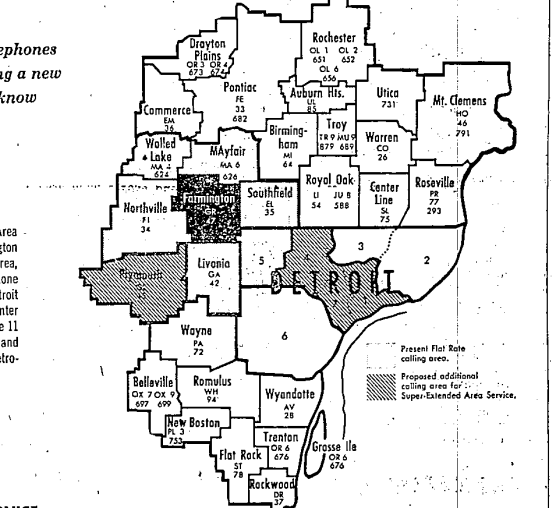 ephones
ng a new
know
Area
gton
area,
one
roit
nter
e 11
and
etro-
Rochester
OL 1 OL 2
651 652
OL 6
656
Drayton
Plains
OR 3 OR 4
673 674
Pontiac
FE
33
682
Auburn Hts.
UL
85
Utica
731
Mt. Clemens
HO
46
791
Commerce
EM
36
Birming-
ham
MI
64
Troy
TR 9 MU 9
879 689
Warren
CO
26
Walled
Lake
MA 4
624
MAyfair
MA 6
626
Royal Oak
LI JU 8
54 588
Center
Line
SL
75
Roseville
PR
77
293
Northville
FI
34
Farmington
Southfield
EL
35
Plymouth
Livonia
GA
42
5
3
2
DETROIT
6
Wayne
PA
72
Present Flat Rate
calling area.
Proposed additional
calling area for
Super-Extended Area Service.
Belleville
OX 7 OX 9
697 699
Romulus
WH
94
Wyandotte
AV
28
New Boston
PL 3
753
Trenton
OR 6
676
Grosse Ile
OR 6
676
Flat Rock
ST
78
Rockwood
DR
37